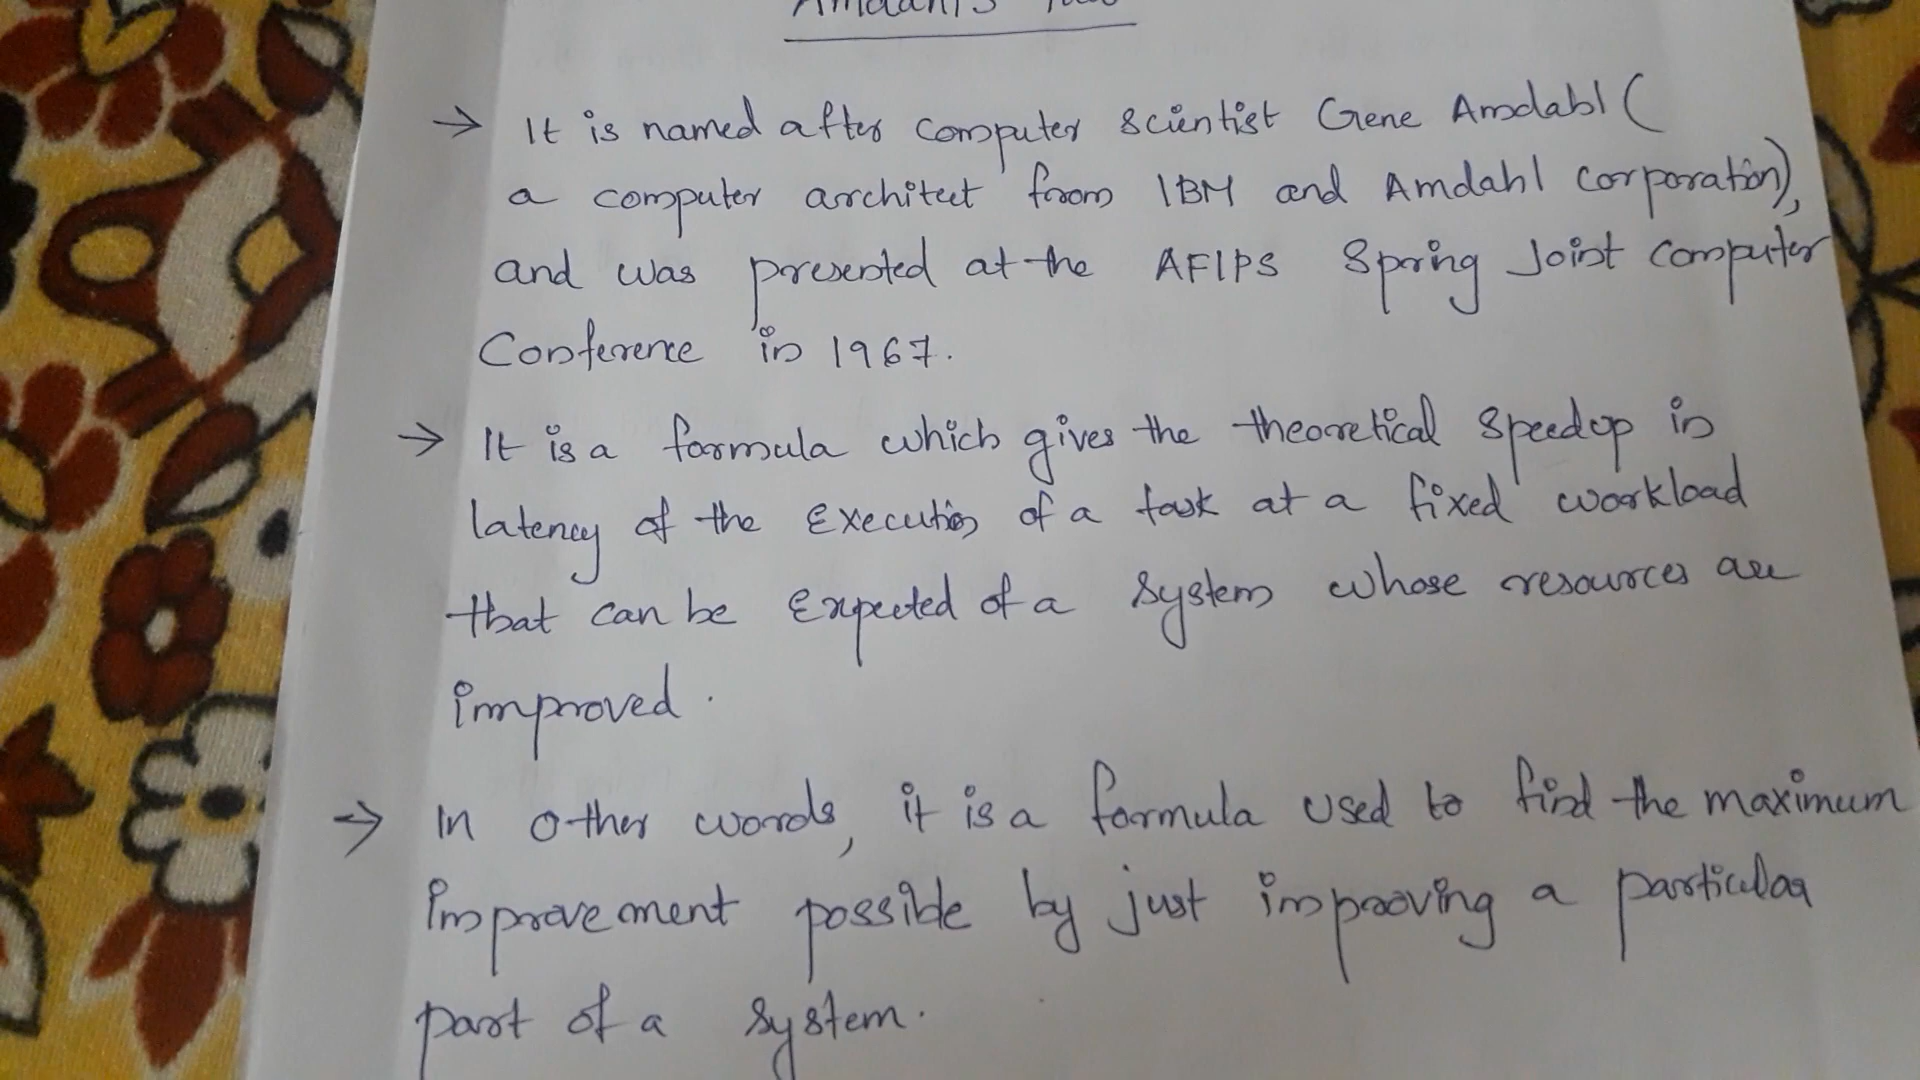 Amdahl's law
→ It is named after computer scientist Gene Amdahl (
a computer architect from IBM and Amdahl corporation),
and was presented at the AFIPS Spring Joint Computer
Conference in 1967.
→ It is a formula which gives the theoretical speedup in
latency of the Execution of a task at a fixed workload
that can be Expected of a system whose resources are
improved.
→ In other words, it is a formula used to find the maximum
improvement possible by just improving a particular
part of a system.